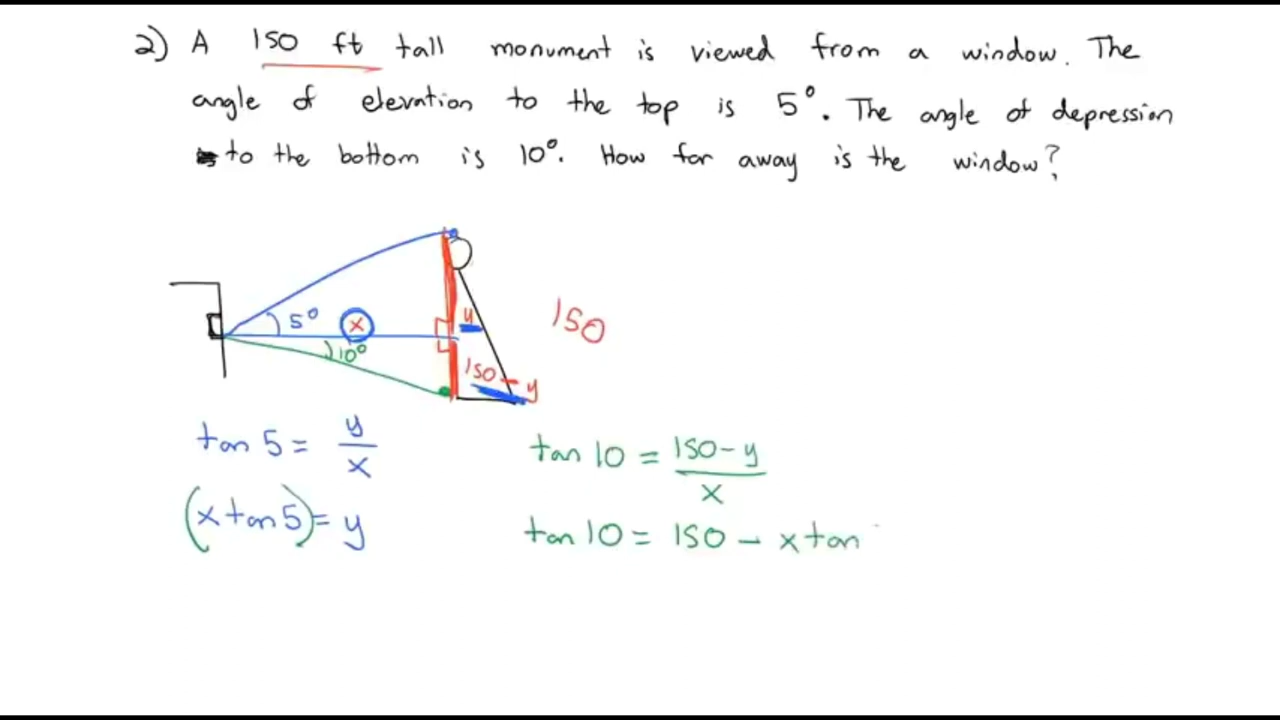 2) A 150 ft tall monument is viewed from a window. The
angle of elevation to the top is 5°. The angle of depression
to the bottom is 10°. How far away is the window?
5° x y 150
10° 150 - y
tan 5 = y/x
tan 10 = 150-y/x
(x tan 5) = y
tan 10 = 150 - x tan